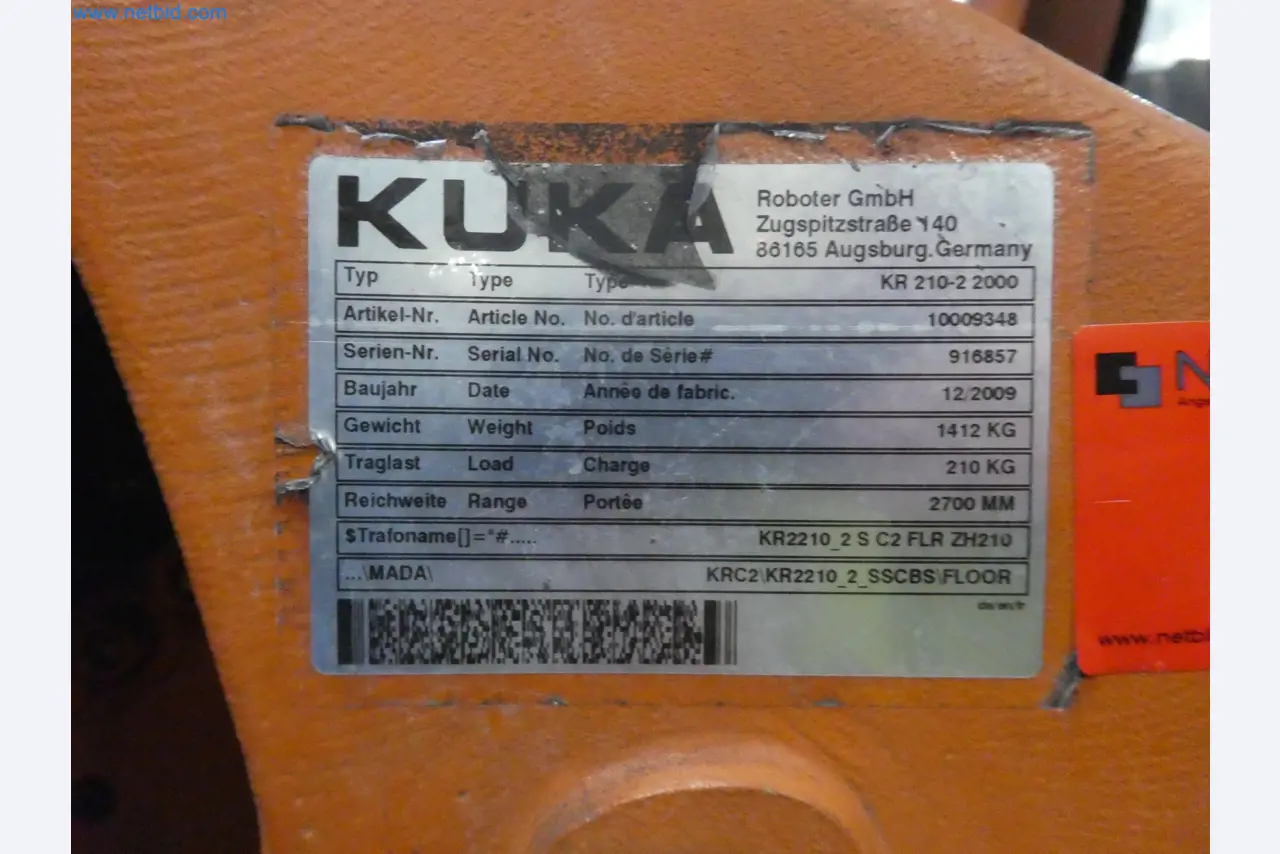 www.netbid.com
KUKA
Roboter GmbH
Zugspitzstraße 140
86165 Augsburg.Germany
Typ Type Type KR 210-2 2000
Artikel-Nr. Article No. No. d'article 10009348
Serien-Nr. Serial No. No. de Série# 916857
Baujahr Date Année de fabric. 12/2009
Gewicht Weight Poids 1412 KG
Traglast Load Charge 210 KG
Reichweite Range Portêe 2700 MM
$Trafoname[]="#..... KR2210_2 S C2 FLR ZH210
...\MADA\ KRC2\KR2210_2_SSCBS\FLOOR
de/en/fr